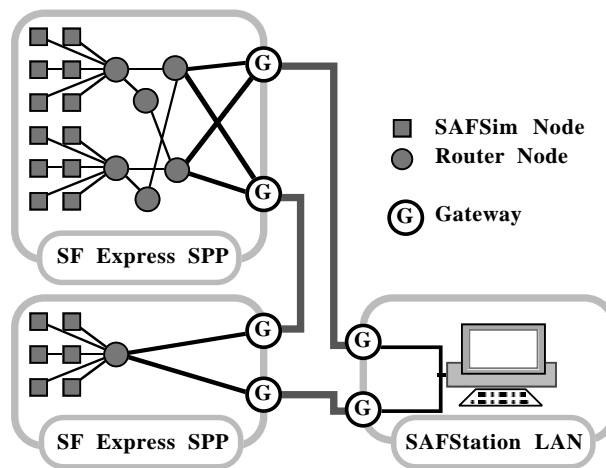 G
SAFSim Node
Router Node
G
G Gateway
SF Express SPP
G
G
G
G
SF Express SPP
SAFStation LAN